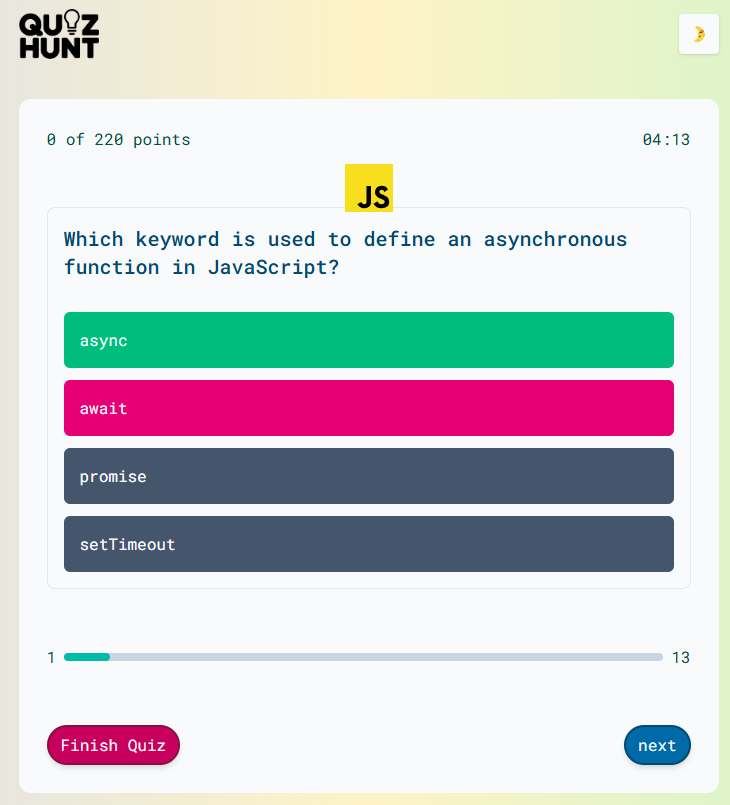 QUIZ
HUNT
0 of 220 points
04:13
JS
Which keyword is used to define an asynchronous
function in JavaScript?
async
await
promise
setTimeout
1
13
Finish Quiz
next